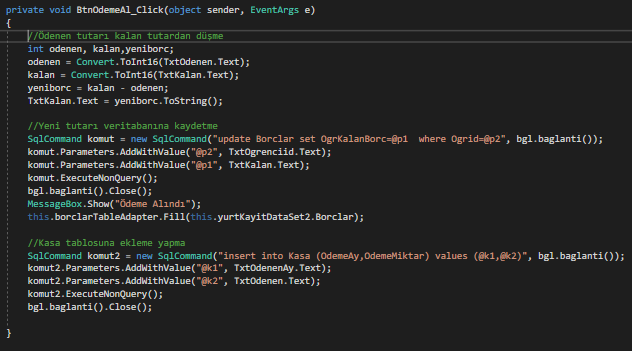 private void BtnOdemeAl_Click(object sender, EventArgs e)
{
//Ödenen tutarı kalan tutardan düşme
int odenen, kalan,yeniborc;
odenen = Convert.ToInt16(TxtOdenen.Text);
kalan = Convert.ToInt16(TxtKalan.Text);
yeniborc = kalan - odenen;
TxtKalan.Text = yeniborc.ToString();
//Yeni tutarı veritabanına kaydetme
SqlCommand komut = new SqlCommand("update Borclar set OgrKalanBorc=@p1  where Ogrid=@p2", bgl.baglanti());
komut.Parameters.AddWithValue("@p2", TxtOgrenciid.Text);
komut.Parameters.AddWithValue("@p1", TxtKalan.Text);
komut.ExecuteNonQuery();
bgl.baglanti().Close();
MessageBox.Show("Ödeme Alındı");
this.borclarTableAdapter.Fill(this.yurtKayitDataSet2.Borclar);
//Kasa tablosuna ekleme yapma
SqlCommand komut2 = new SqlCommand("insert into Kasa (OdemeAy,OdemeMiktar) values (@k1,@k2)", bgl.baglanti());
komut2.Parameters.AddWithValue("@k1", TxtOdenenAy.Text);
komut2.Parameters.AddWithValue("@k2", TxtOdenen.Text);
komut2.ExecuteNonQuery();
bgl.baglanti().Close();
}